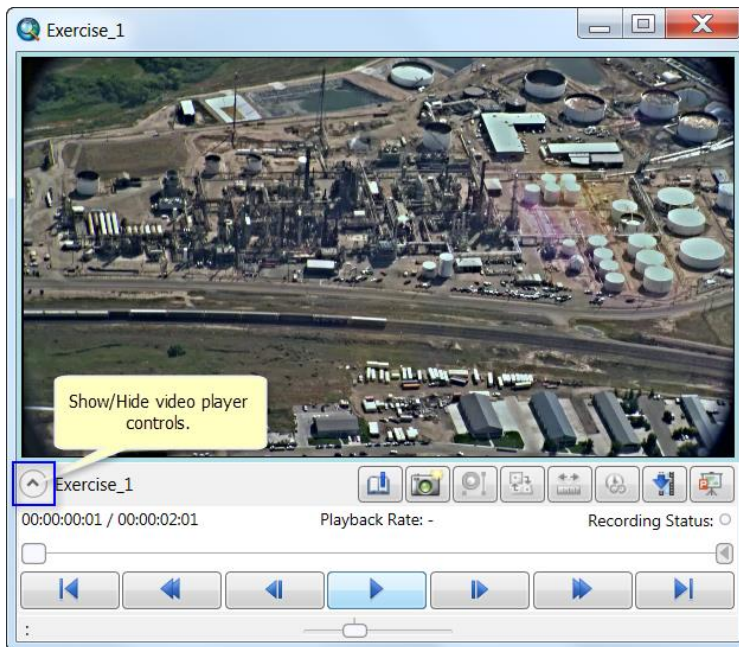 Exercise_1
Show/Hide video player
controls.
Exercise_1
00:00:00:01 / 00:00:02:01
Playback Rate: -
Recording Status:
: